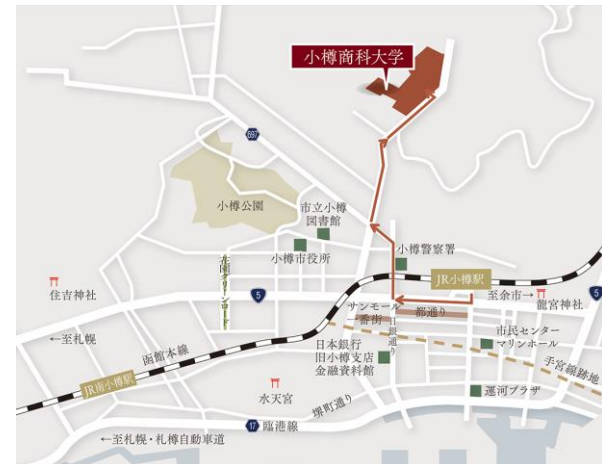 小樽商科大学
697
小樽公園
市立小樽
図書館
小樽市役所
小樽警察署
JR小樽駅
住吉神社
公園グリーンロード
5
サンモール
一番街
日銀通り
都通り
至余市→
龍宮神社
5
←至札幌
函館本線
日本銀行
旧小樽支店
金融資料館
市民センター
マリンホール
手宮線跡地
JR南小樽駅
水天宮
運河プラザ
堺町通り
17
臨港線
←至札幌・札樽自動車道